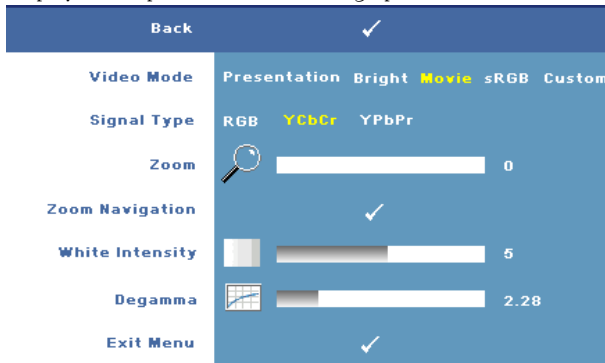 Back
Video Mode Presentation Bright Movie sRGB Custom
Signal Type RGB YCbCr YPbPr
Zoom 0
Zoom Navigation
White Intensity 5
Degamma 2.28
Exit Menu